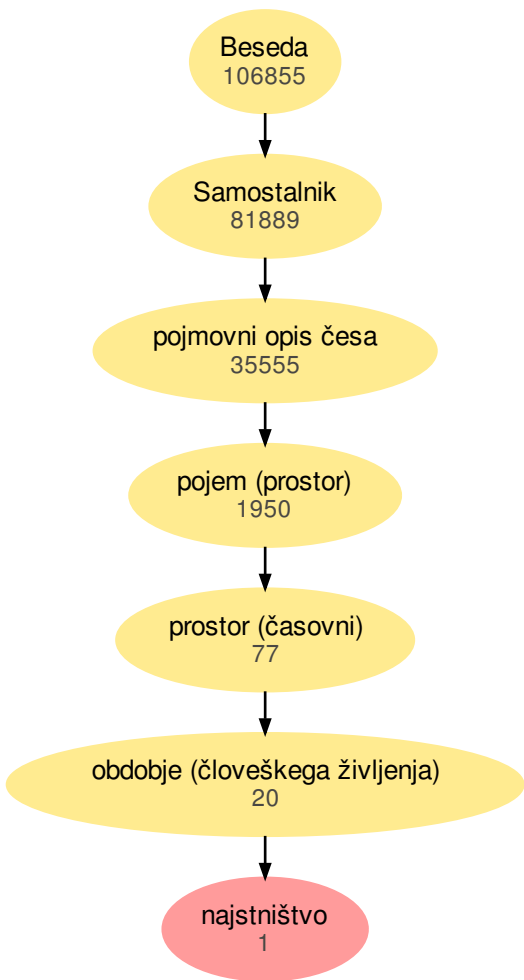 Beseda
106855
Samostalnik
81889
pojmovni opis česa
35555
pojem (prostor)
1950
prostor (časovni)
77
obdobje (človeškega življenja)
20
najstništvo
1